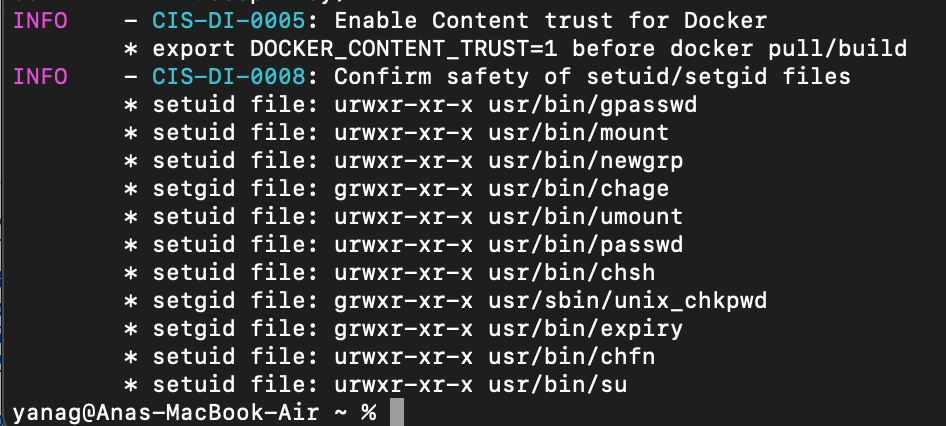 INFO - CIS-DI-0005: Enable Content trust for Docker
* export DOCKER_CONTENT_TRUST=1 before docker pull/build
INFO - CIS-DI-0008: Confirm safety of setuid/setgid files
* setuid file: urwxr-xr-x usr/bin/gpasswd
* setuid file: urwxr-xr-x usr/bin/mount
* setuid file: urwxr-xr-x usr/bin/newgrp
* setgid file: grwxr-xr-x usr/bin/chage
* setuid file: urwxr-xr-x usr/bin/umount
* setuid file: urwxr-xr-x usr/bin/passwd
* setuid file: urwxr-xr-x usr/bin/chsh
* setgid file: grwxr-xr-x usr/sbin/unix_chkpwd
* setgid file: grwxr-xr-x usr/bin/expiry
* setuid file: urwxr-xr-x usr/bin/chfn
* setuid file: urwxr-xr-x usr/bin/su
yanag@Anas-MacBook-Air ~ %